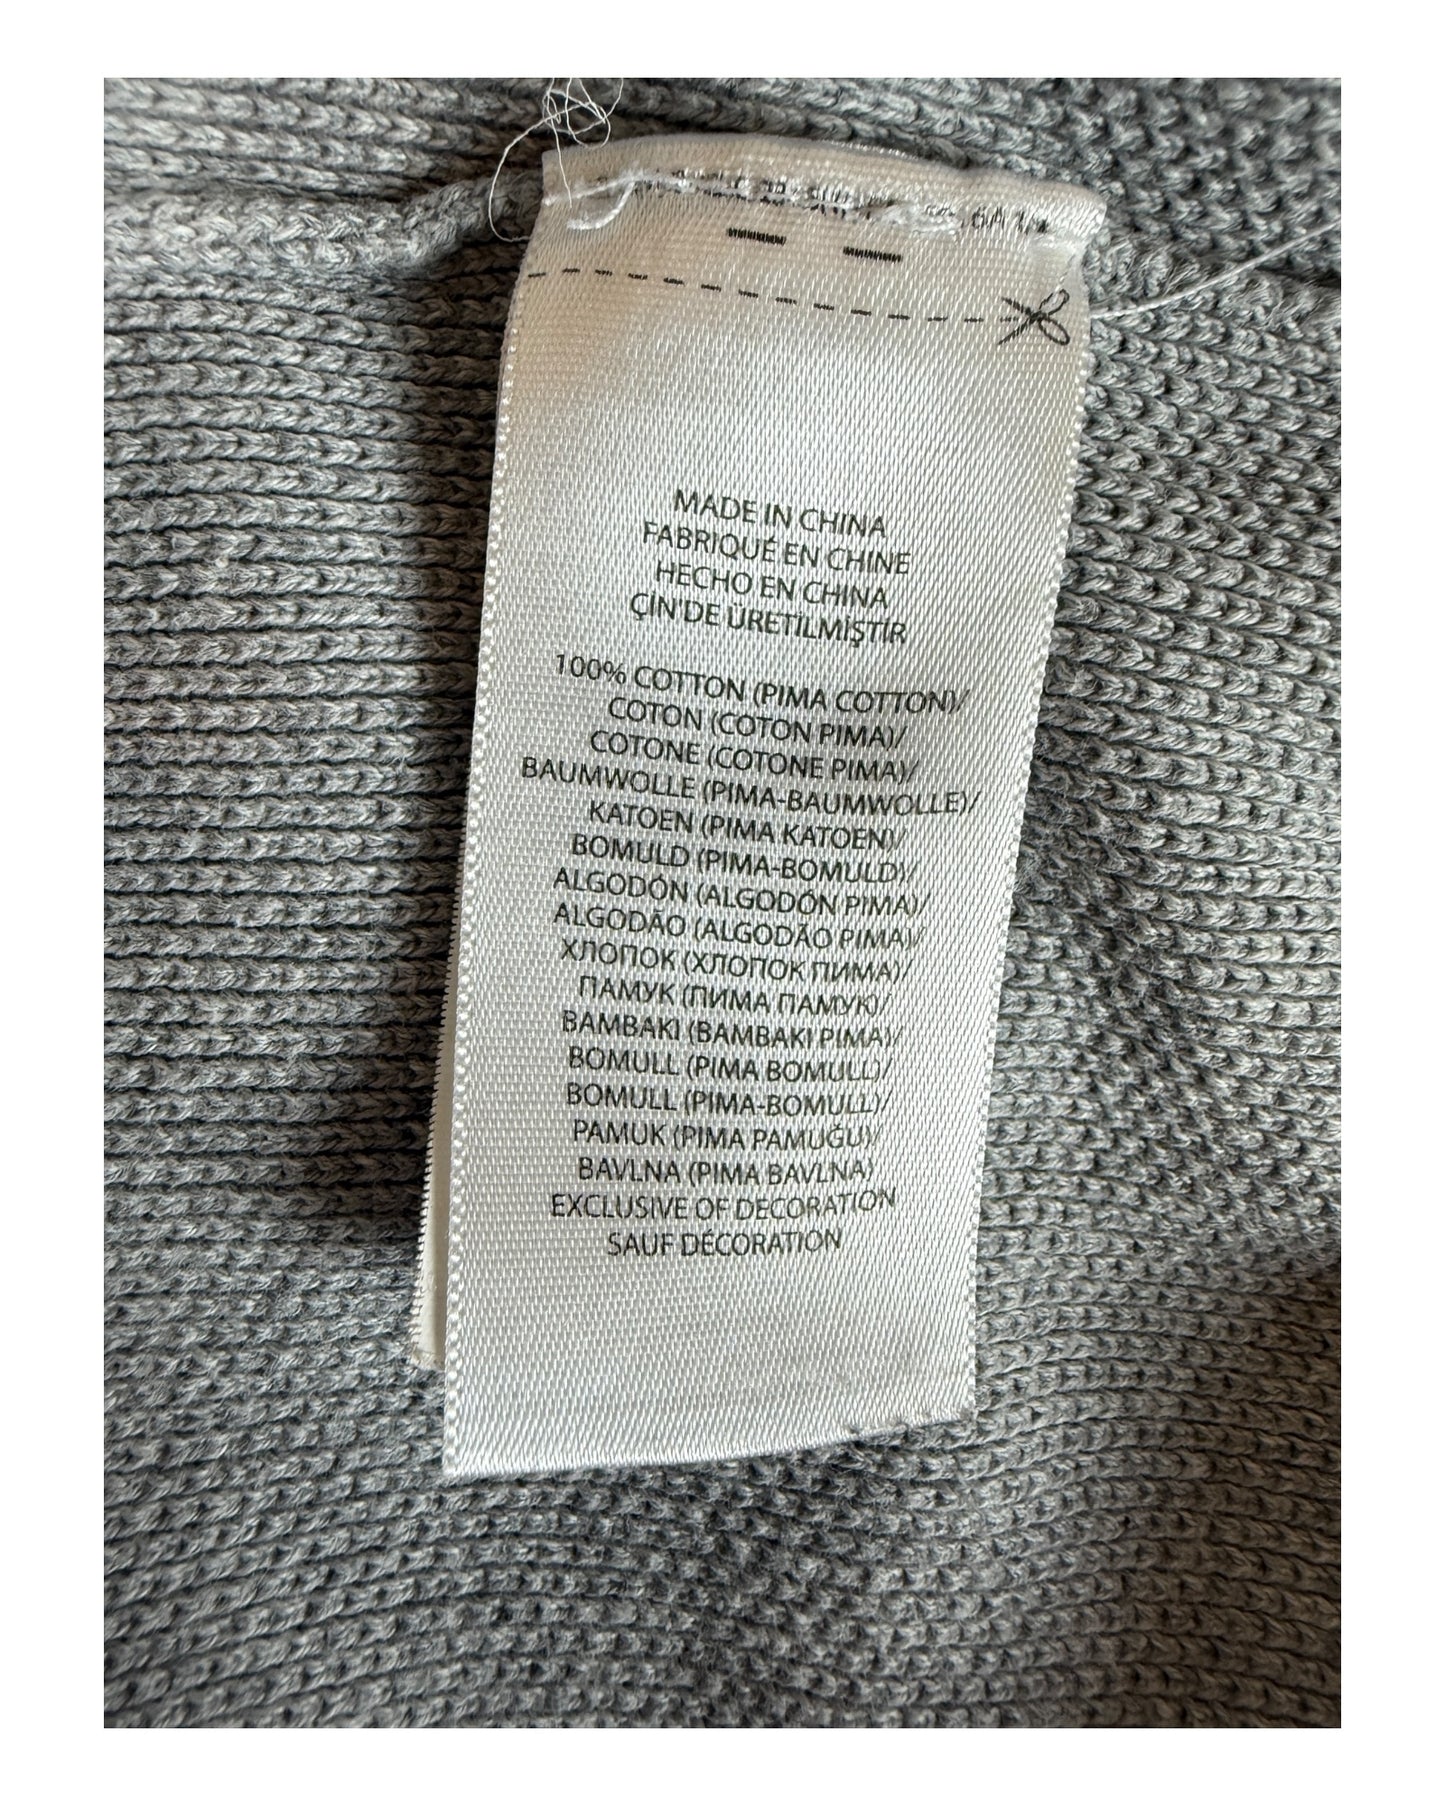 MADE IN CHINA
FABRIQUÉ EN CHINE
HECHO EN CHINA
ÇİN'DE ÜRETİLMİŞTİR
100% COTTON (PIMA COTTON)/
COTON (COTON PIMA)/
COTONE (COTONE PIMA)/
BAUMWOLLE (PIMA-BAUMWOLLE)/
KATOEN (PIMA KATOEN)/
BOMULD (PIMA-BOMULD)/
ALGODÓN (ALGODÓN PIMA)/
ALGODÃO (ALGODÃO PIMA)/
ХЛОПОК (ХЛОПОК ПИМА)/
ПАМУК (ПИМА ПАМУК)/
BAMBAKI (BAMBAKI PIMA)/
BOMULL (PIMA BOMULL)/
BOMULL (PIMA-BOMULL)/
PAMUK (PIMA PAMUĞU)/
BAVLNA (PIMA BAVLNA)
EXCLUSIVE OF DECORATION
SAUF DÉCORATION